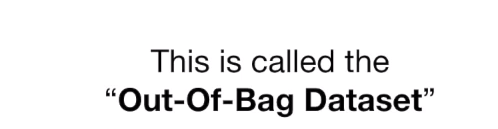 This is called the
“Out-Of-Bag Dataset”